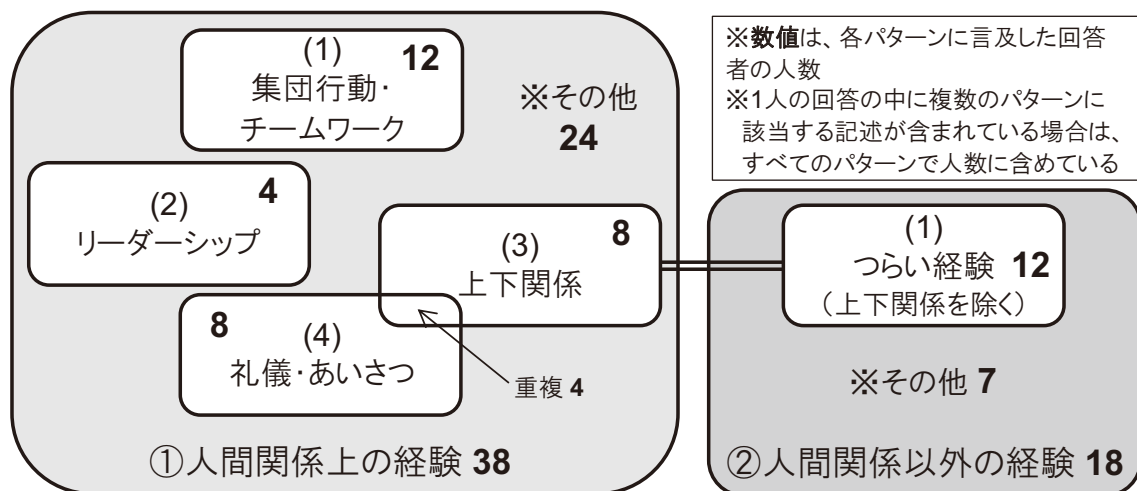 (1) 12
集団行動・
チームワーク
※その他
24
(2) 4
リーダーシップ
(3) 8
上下関係
8 (4)
礼儀・あいさつ
重複 4
①人間関係上の経験 38
※数値は、各パターンに言及した回答
者の人数
※1人の回答の中に複数のパターンに
該当する記述が含まれている場合は、
すべてのパターンで人数に含めている
(1)
つらい経験 12
(上下関係を除く)
※その他 7
②人間関係以外の経験 18